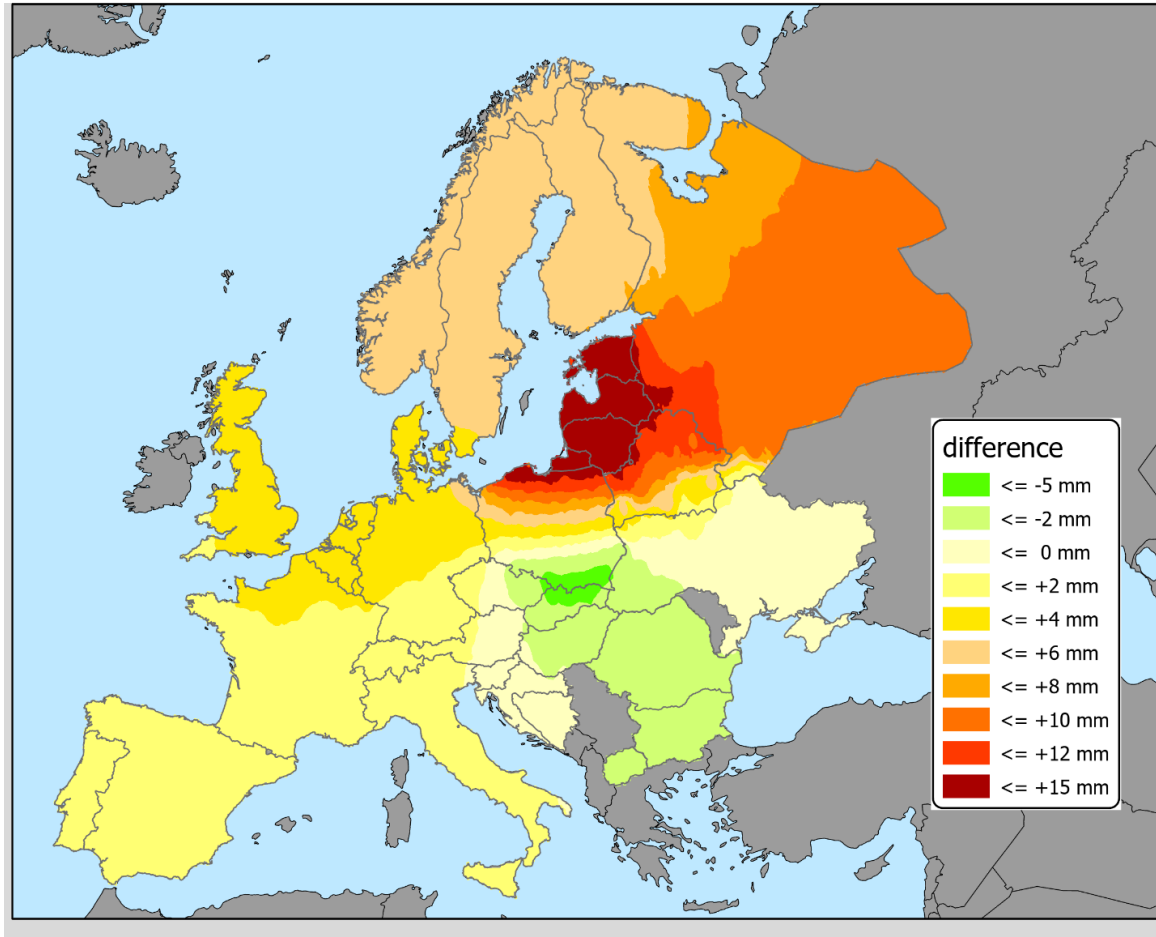 difference
<= -5 mm
<= -2 mm
<= 0 mm
<= +2 mm
<= +4 mm
<= +6 mm
<= +8 mm
<= +10 mm
<= +12 mm
<= +15 mm